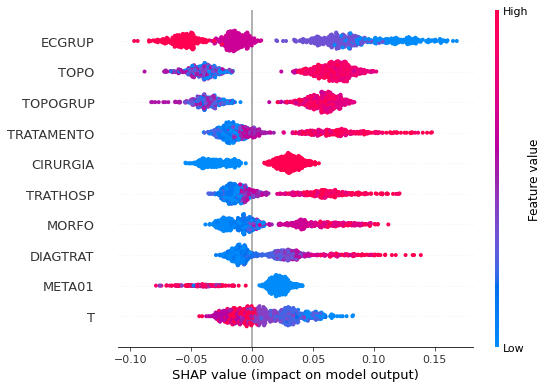 High
ECGRUP
TOPO
TOPOGRUP
TRATAMENTO
CIRURGIA
TRATHOSP
MORFO
DIAGTRAT
META01
T
Feature value
Low
−0.10 −0.05 0.00 0.05 0.10 0.15
SHAP value (impact on model output)